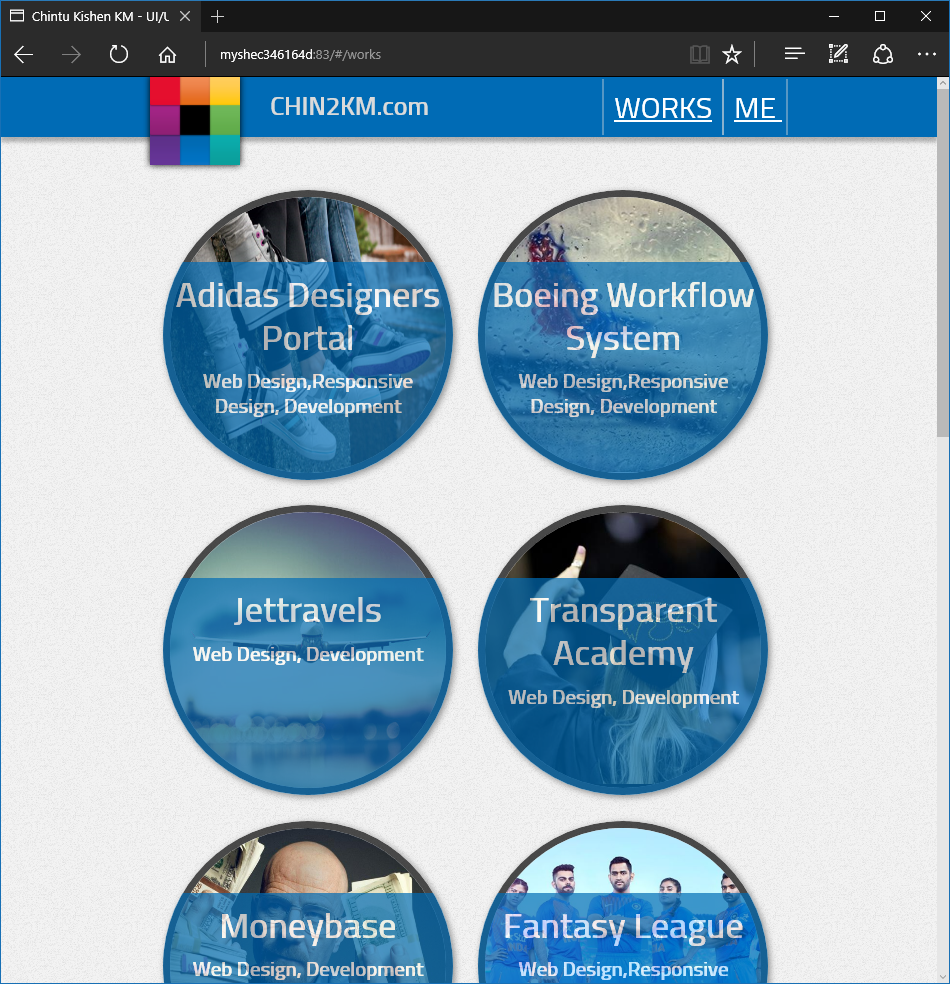 Chintu Kishen KM - UI/U
myshec346164d:83/#/works
CHIN2KM.com
WORKS
ME
Adidas Designers
Portal
Web Design,Responsive
Design, Development
Boeing Workflow
System
Web Design,Responsive
Design, Development
Jettravels
Web Design, Development
Transparent
Academy
Web Design, Development
Moneybase
Web Design, Development
Fantasy League
Web Design,Responsive